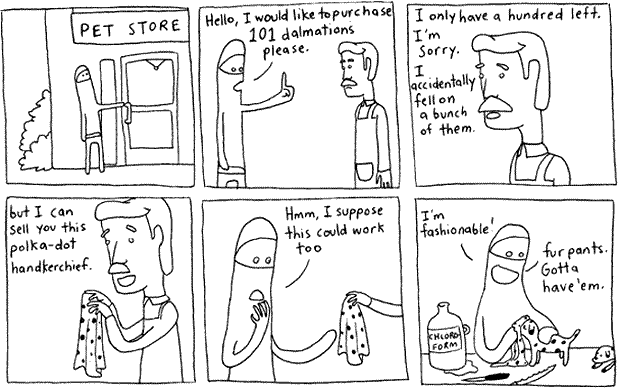 PET STORE
Hello, I would like to purchase
101 dalmations
please.
I only have a hundred left.
I'm
Sorry.
I
accidentally
fell on
a bunch
of them.
but I can
sell you this
polka-dot
handkerchief.
Hmm, I suppose
this could work
too
I'm
fashionable!
fur pants.
Gotta
have 'em.
CHLORO
FORM